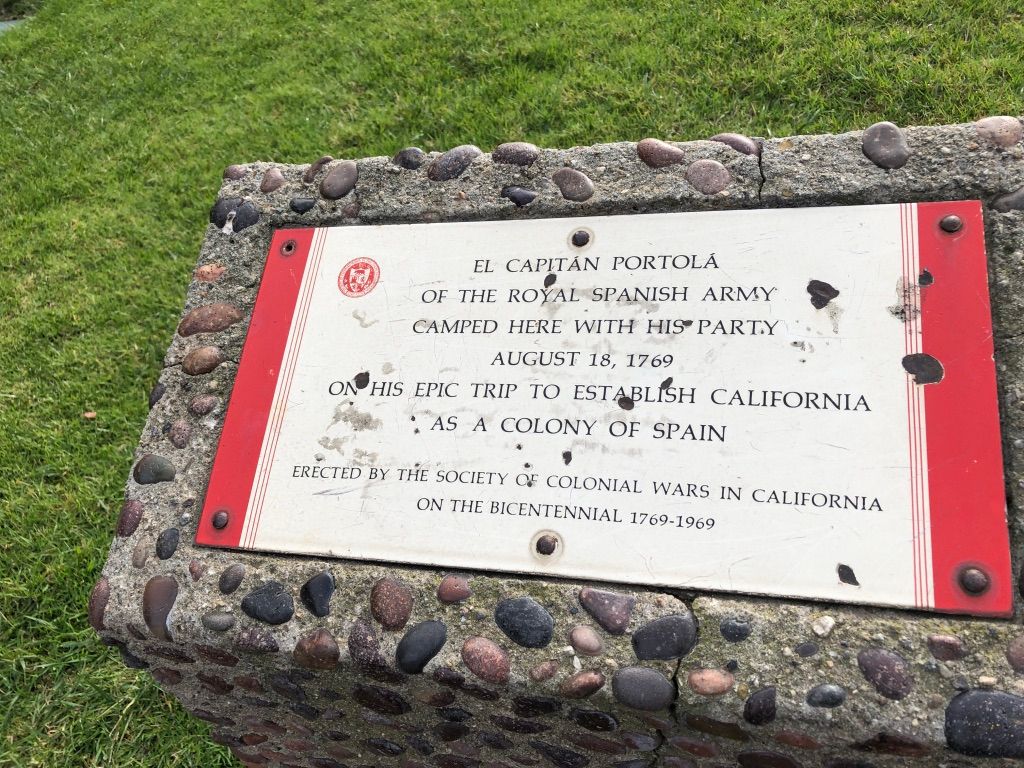 EL CAPITÁN PORTOLÁ
OF THE ROYAL SPANISH ARMY
CAMPED HERE WITH HIS PARTY
AUGUST 18, 1769
ON HIS EPIC TRIP TO ESTABLISH CALIFORNIA
AS A COLONY OF SPAIN
ERECTED BY THE SOCIETY OF COLONIAL WARS IN CALIFORNIA
ON THE BICENTENNIAL 1769-1969